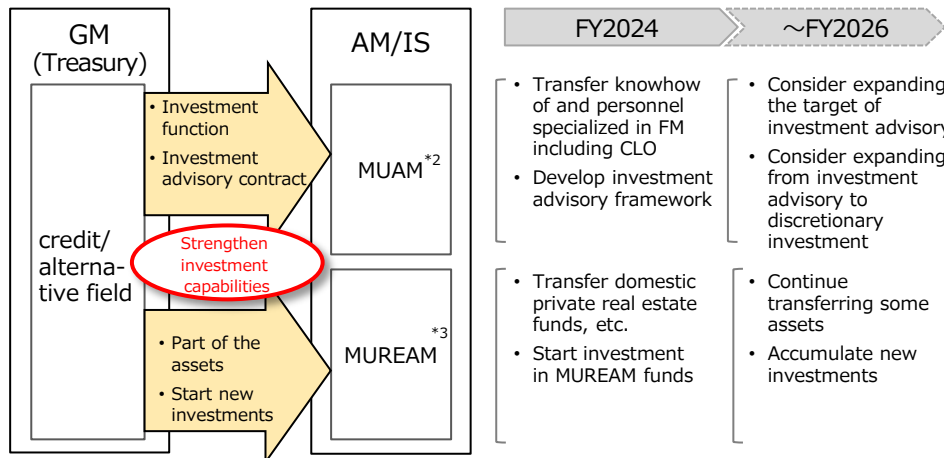 GM
(Treasury)
AM/IS
credit/
alterna-
tive field
• Investment
function
• Investment
advisory contract
Strengthen
investment
capabilities
• Part of the
assets
• Start new
investments
MUAM*2
MUREAM*3
FY2024
～FY2026
• Transfer knowhow
of and personnel
specialized in FM
including CLO
• Develop investment
advisory framework
• Consider expanding
the target of
investment advisory
• Consider expanding
from investment
advisory to
discretionary
investment
• Transfer domestic
private real estate
funds, etc.
• Start investment
in MUREAM funds
• Continue
transferring some
assets
• Accumulate new
investments